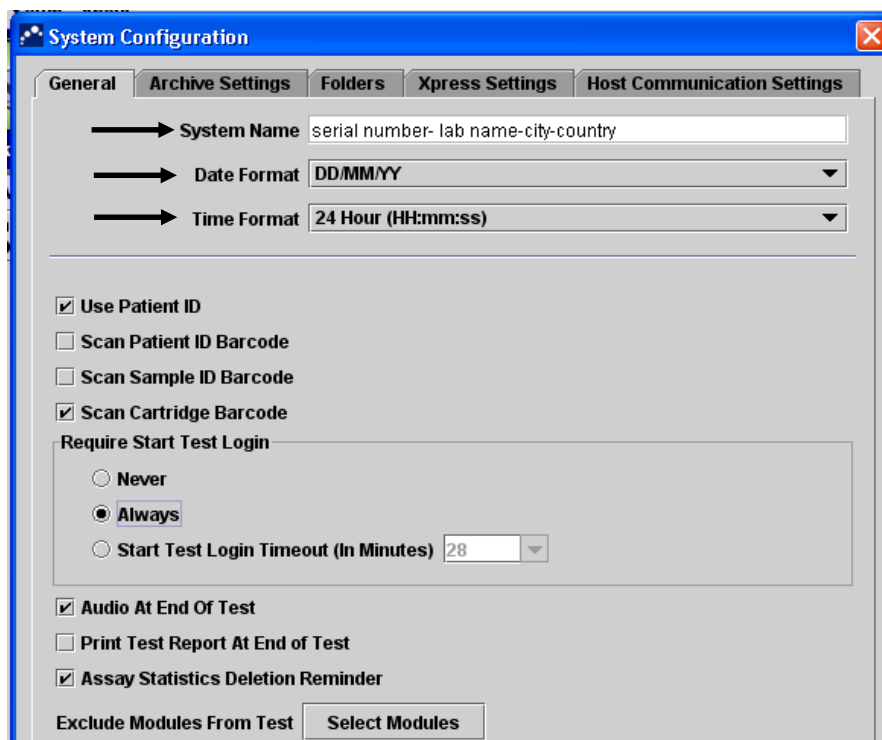 System Configuration
General Archive Settings Folders Xpress Settings Host Communication Settings
System Name serial number- lab name-city-country
Date Format DD/MM/YY
Time Format 24 Hour (HH:mm:ss)
Use Patient ID
Scan Patient ID Barcode
Scan Sample ID Barcode
Scan Cartridge Barcode
Require Start Test Login
Never
Always
Start Test Login Timeout (In Minutes) 28
Audio At End Of Test
Print Test Report At End of Test
Assay Statistics Deletion Reminder
Exclude Modules From Test Select Modules